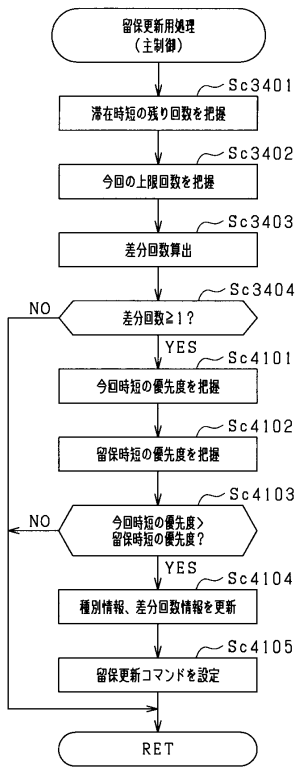 留保更新用処理
（主制御）
Sc3401
滞在時短の残り回数を把握
Sc3402
今回の上限回数を把握
Sc3403
差分回数算出
Sc3404
NO
差分回数≧1？
YES
Sc4101
今回時短の優先度を把握
Sc4102
留保時短の優先度を把握
Sc4103
NO
今回時短の優先度＞
留保時短の優先度？
YES
Sc4104
種別情報、差分回数情報を更新
Sc4105
留保更新コマンドを設定
RET